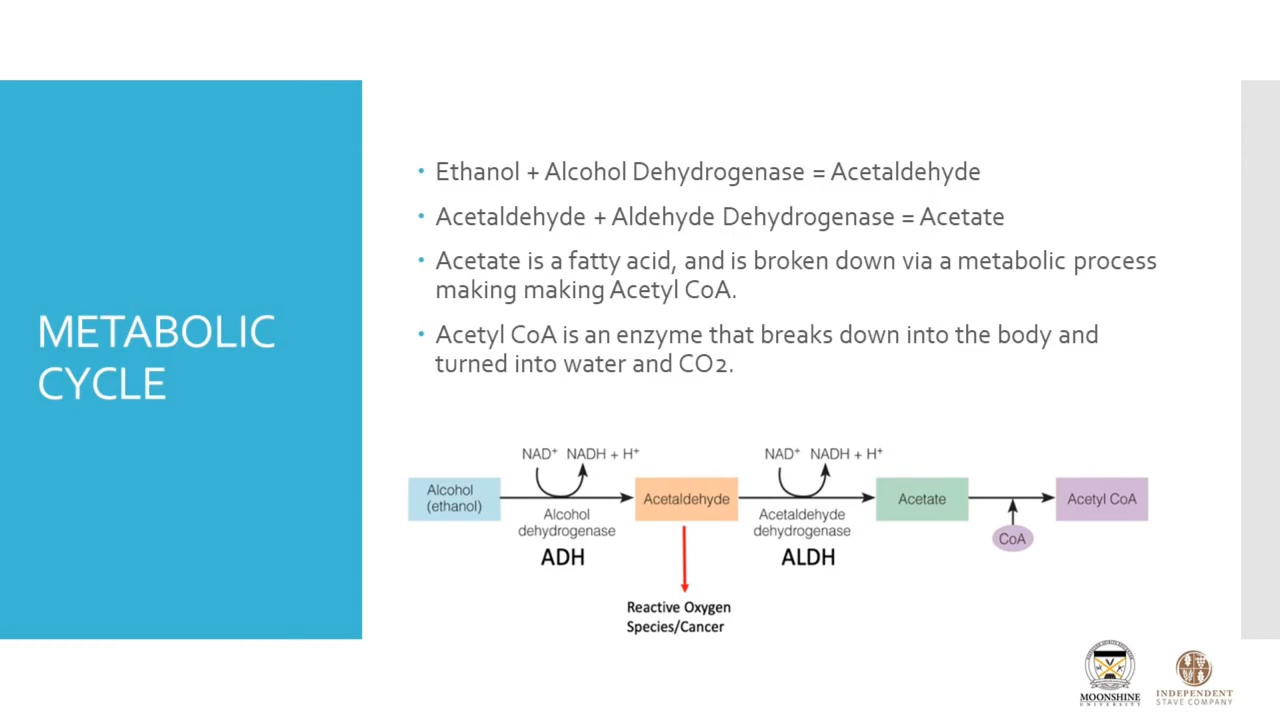 METABOLIC
CYCLE
• Ethanol + Alcohol Dehydrogenase = Acetaldehyde
• Acetaldehyde + Aldehyde Dehydrogenase = Acetate
• Acetate is a fatty acid, and is broken down via a metabolic process
making making Acetyl CoA.
• Acetyl CoA is an enzyme that breaks down into the body and
turned into water and CO2.
NAD⁺ NADH + H⁺
NAD⁺ NADH + H⁺
Alcohol
(ethanol)
Acetaldehyde
Acetate
Acetyl CoA
Alcohol
dehydrogenase
ADH
Acetaldehyde
dehydrogenase
ALDH
CoA
Reactive Oxygen
Species/Cancer
MOONSHINE
UNIVERSITY
INDEPENDENT
STAVE COMPANY